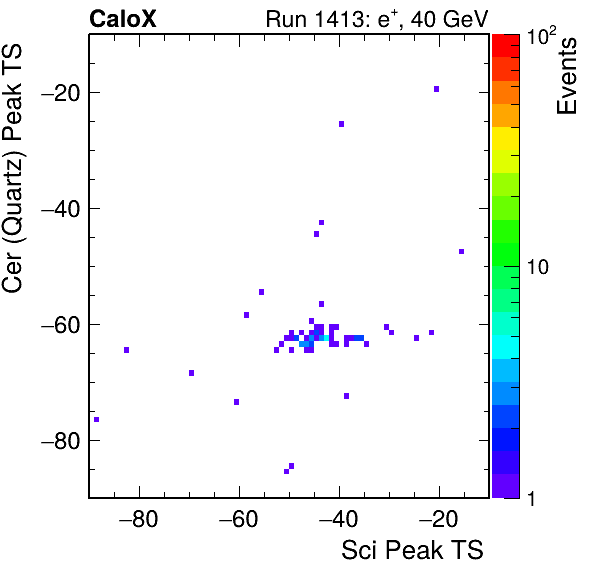 CaloX
Run 1413: e⁺, 40 GeV
Cer (Quartz) Peak TS
−20
−40
−60
−80
−80
−60
−40
−20
Sci Peak TS
10²
10
1
Events